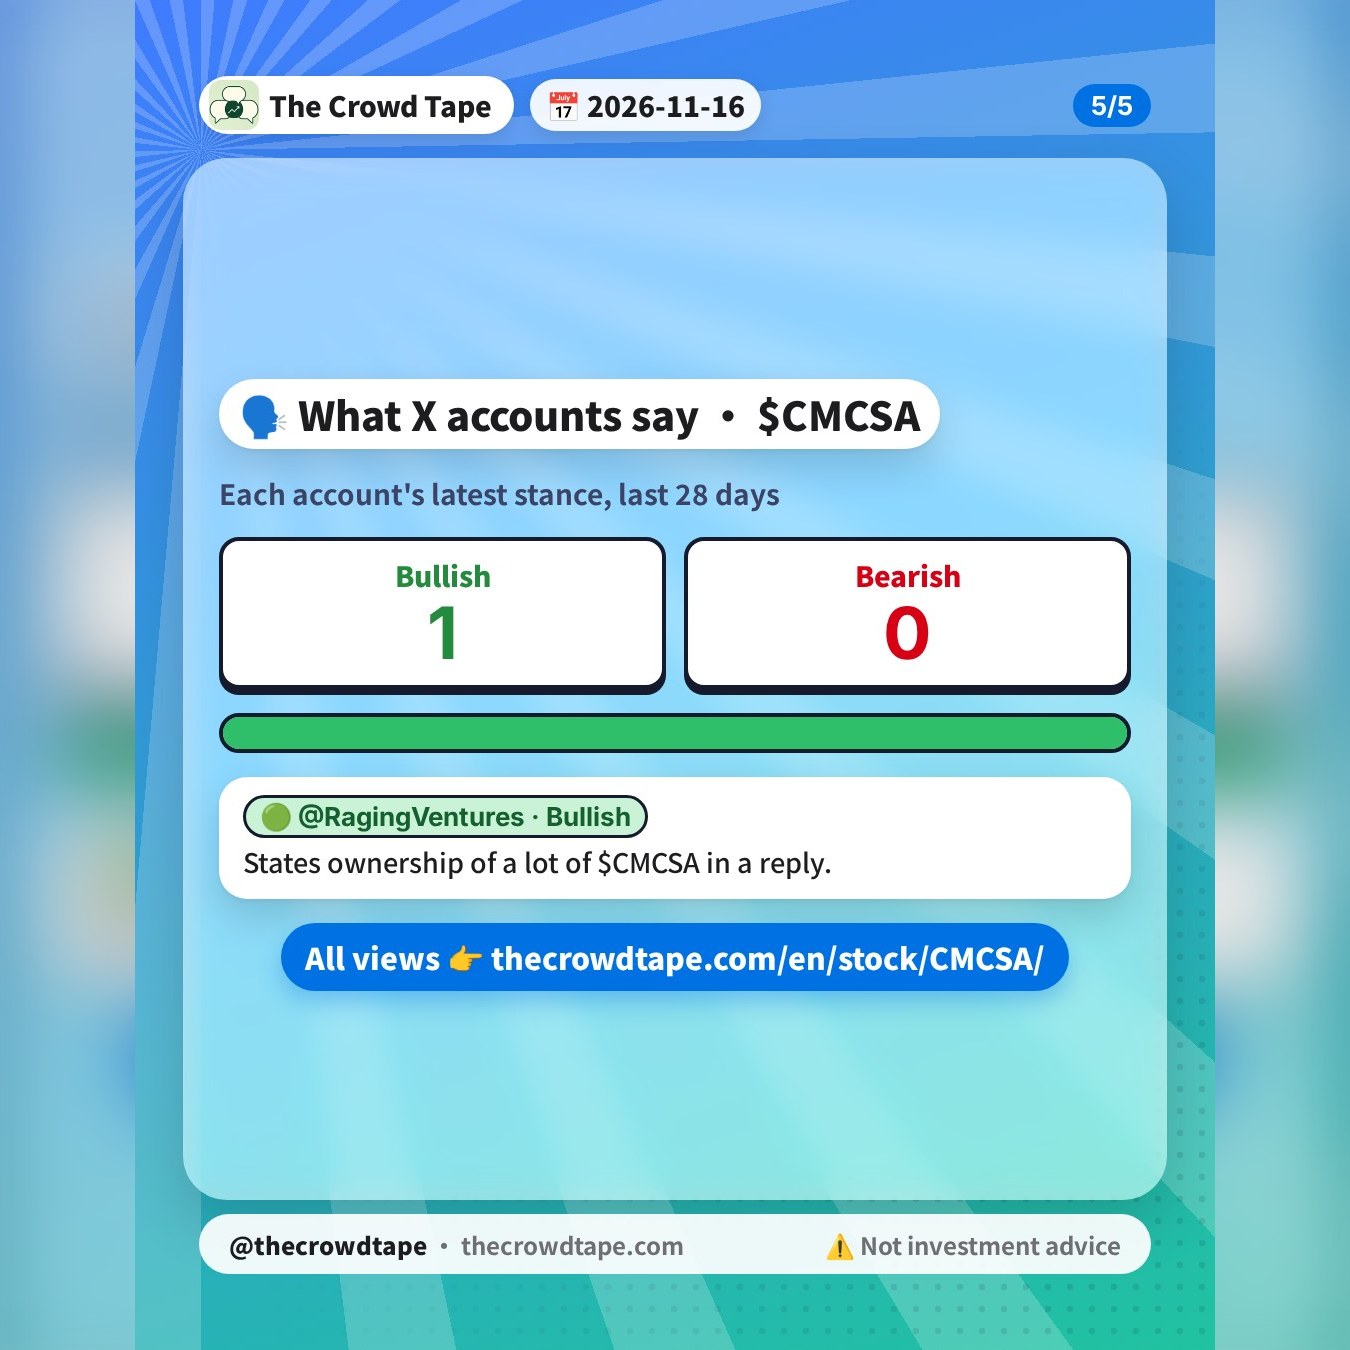 The Crowd Tape
📅 2026-11-16
5/5
🗣️ What X accounts say • $CMCSA
Each account's latest stance, last 28 days
Bullish
1
Bearish
0
🟢 @RagingVentures · Bullish
States ownership of a lot of $CMCSA in a reply.
All views 👉 thecrowdtape.com/en/stock/CMCSA/
@thecrowdtape • thecrowdtape.com
⚠️ Not investment advice